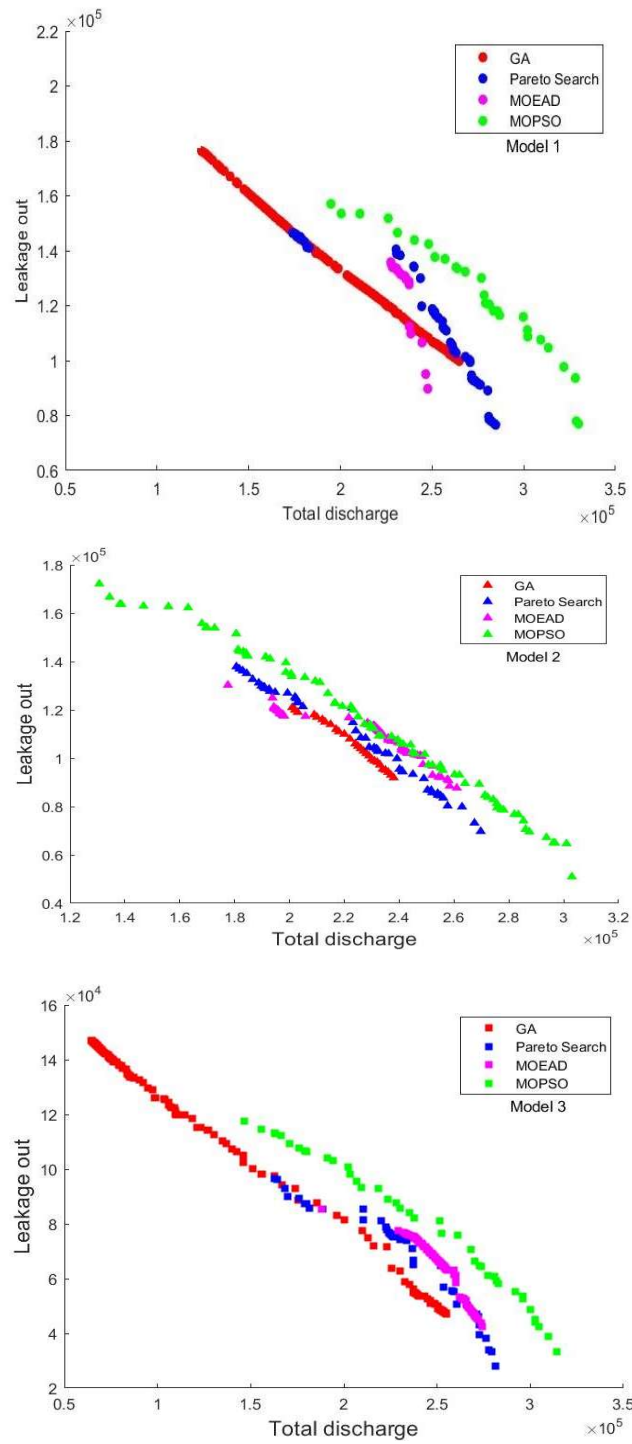 ×10⁵
2.2
2
1.8
1.6
1.4
1.2
1
0.8
0.6
Leakage out
GA
Pareto Search
MOEAD
MOPSO
Model 1
0.5 1 1.5 2 2.5 3 3.5
Total discharge
×10⁵
×10⁵
1.8
1.6
1.4
1.2
1
0.8
0.6
0.4
Leakage out
GA
Pareto Search
MOEAD
MOPSO
Model 2
1.2 1.4 1.6 1.8 2 2.2 2.4 2.6 2.8 3 3.2
Total discharge
×10⁵
×10⁴
16
14
12
10
8
6
4
2
Leakage out
GA
Pareto Search
MOEAD
MOPSO
Model 3
0.5 1 1.5 2 2.5 3 3.5
Total discharge
×10⁵